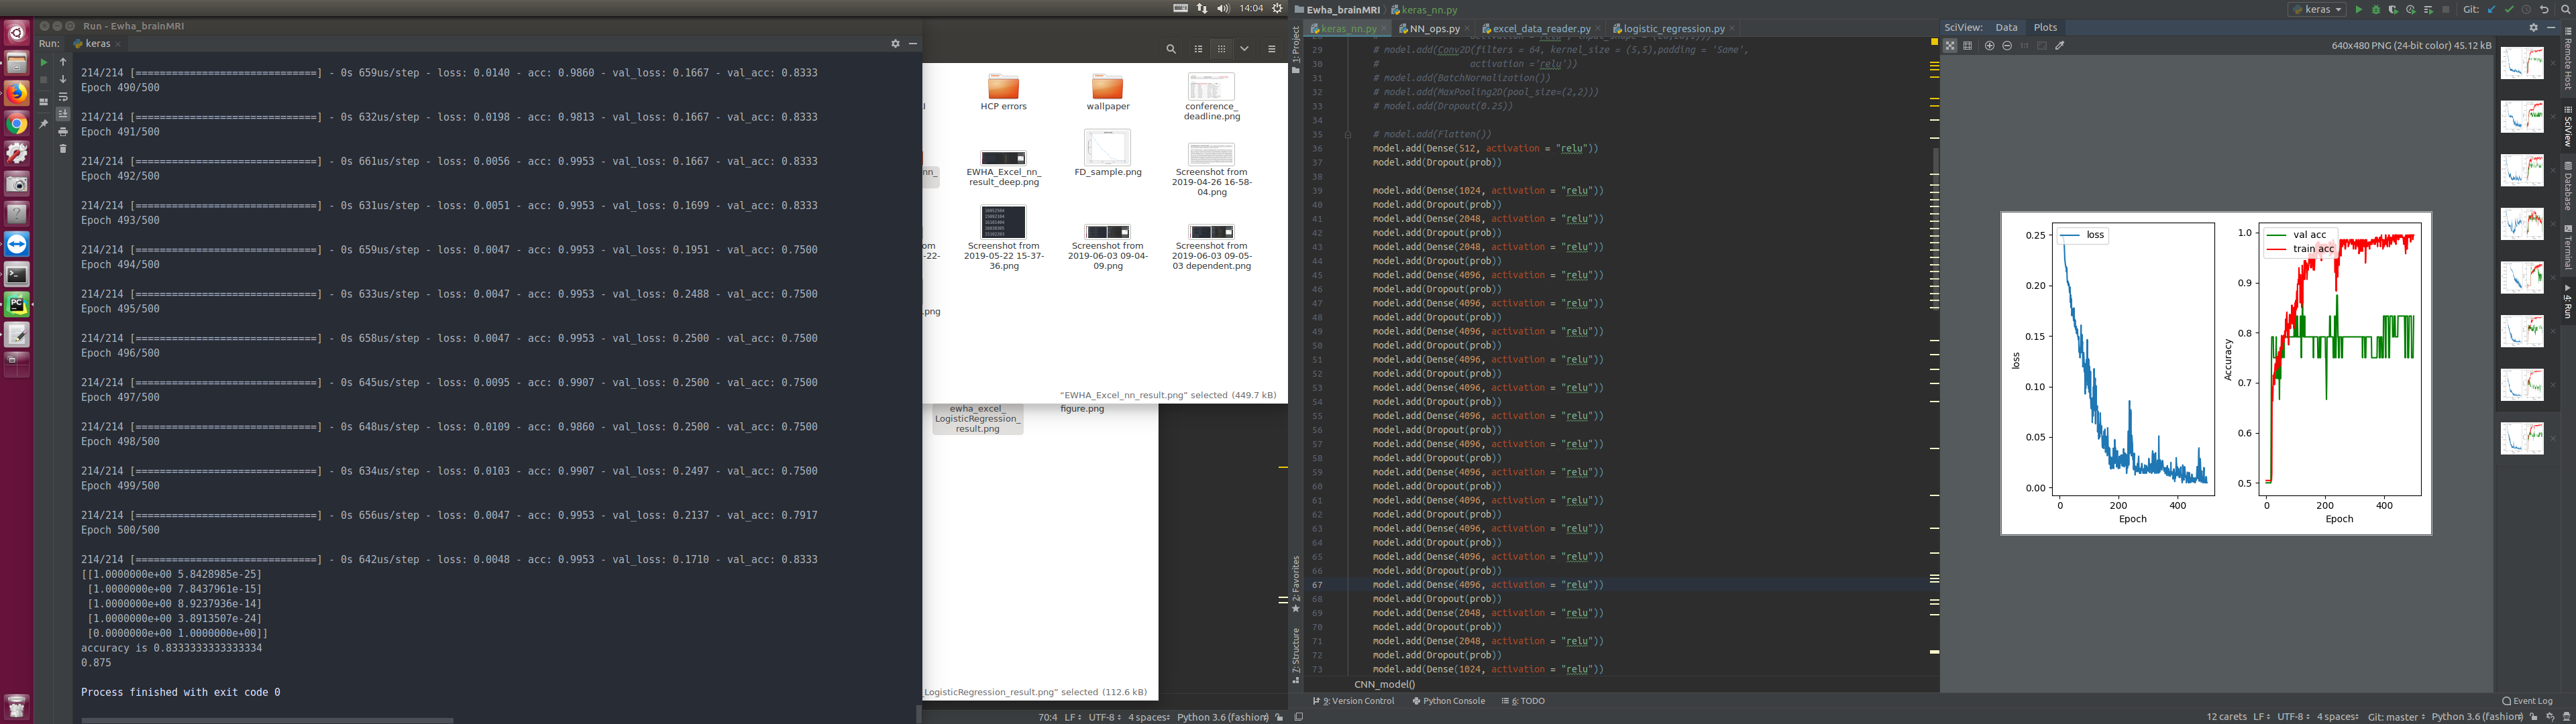 14:04
Run - Ewha_brainMRI
Run: keras
214/214 [==============================] - 0s 659us/step - loss: 0.0140 - acc: 0.9860 - val_loss: 0.1667 - val_acc: 0.8333
Epoch 490/500
214/214 [==============================] - 0s 632us/step - loss: 0.0198 - acc: 0.9813 - val_loss: 0.1667 - val_acc: 0.8333
Epoch 491/500
214/214 [==============================] - 0s 661us/step - loss: 0.0056 - acc: 0.9953 - val_loss: 0.1667 - val_acc: 0.8333
Epoch 492/500
214/214 [==============================] - 0s 631us/step - loss: 0.0051 - acc: 0.9953 - val_loss: 0.1699 - val_acc: 0.8333
Epoch 493/500
214/214 [==============================] - 0s 659us/step - loss: 0.0047 - acc: 0.9953 - val_loss: 0.1951 - val_acc: 0.7500
Epoch 494/500
214/214 [==============================] - 0s 633us/step - loss: 0.0047 - acc: 0.9953 - val_loss: 0.2488 - val_acc: 0.7500
Epoch 495/500
214/214 [==============================] - 0s 658us/step - loss: 0.0047 - acc: 0.9953 - val_loss: 0.2500 - val_acc: 0.7500
Epoch 496/500
214/214 [==============================] - 0s 645us/step - loss: 0.0095 - acc: 0.9907 - val_loss: 0.2500 - val_acc: 0.7500
Epoch 497/500
214/214 [==============================] - 0s 648us/step - loss: 0.0109 - acc: 0.9860 - val_loss: 0.2500 - val_acc: 0.7500
Epoch 498/500
214/214 [==============================] - 0s 634us/step - loss: 0.0103 - acc: 0.9907 - val_loss: 0.2497 - val_acc: 0.7500
Epoch 499/500
214/214 [==============================] - 0s 656us/step - loss: 0.0047 - acc: 0.9953 - val_loss: 0.2137 - val_acc: 0.7917
Epoch 500/500
214/214 [==============================] - 0s 642us/step - loss: 0.0048 - acc: 0.9953 - val_loss: 0.1710 - val_acc: 0.8333
[[1.0000000e+00 5.8428985e-25]
[1.0000000e+00 7.8437961e-15]
[1.0000000e+00 8.9237936e-14]
[1.0000000e+00 3.8913507e-24]
[0.0000000e+00 1.0000000e+00]]
accuracy is 0.8333333333333334
0.875
Process finished with exit code 0
HCP errors
wallpaper
conference_
deadline.png
EWHA_Excel_nn_
result_deep.png
FD_sample.png
Screenshot from
2019-04-26 16-58-
04.png
Screenshot from
2019-05-22 15-37-
36.png
Screenshot from
2019-06-03 09-04-
09.png
Screenshot from
2019-06-03 09-05-
03 dependent.png
"EWHA_Excel_nn_result.png" selected (449.7 kB)
ewha_excel_
LogisticRegression_
result.png
figure.png
_LogisticRegression_result.png" selected (112.6 kB)
70:4 LF UTF-8 4 spaces Python 3.6 (fashion)
Ewha_brainMRI keras_nn.py
keras Git:
keras_nn.py NN_ops.py excel_data_reader.py logistic_regression.py
1: Project
2: Favorites
7: Structure
29 # model.add(Conv2D(filters = 64, kernel_size = (5,5),padding = 'Same',
30 # activation ='relu'))
31 # model.add(BatchNormalization())
32 # model.add(MaxPooling2D(pool_size=(2,2)))
33 # model.add(Dropout(0.25))
34
35 # model.add(Flatten())
36 model.add(Dense(512, activation = "relu"))
37 model.add(Dropout(prob))
38
39 model.add(Dense(1024, activation = "relu"))
40 model.add(Dropout(prob))
41 model.add(Dense(2048, activation = "relu"))
42 model.add(Dropout(prob))
43 model.add(Dense(2048, activation = "relu"))
44 model.add(Dropout(prob))
45 model.add(Dense(4096, activation = "relu"))
46 model.add(Dropout(prob))
47 model.add(Dense(4096, activation = "relu"))
48 model.add(Dropout(prob))
49 model.add(Dense(4096, activation = "relu"))
50 model.add(Dropout(prob))
51 model.add(Dense(4096, activation = "relu"))
52 model.add(Dropout(prob))
53 model.add(Dense(4096, activation = "relu"))
54 model.add(Dropout(prob))
55 model.add(Dense(4096, activation = "relu"))
56 model.add(Dropout(prob))
57 model.add(Dense(4096, activation = "relu"))
58 model.add(Dropout(prob))
59 model.add(Dense(4096, activation = "relu"))
60 model.add(Dropout(prob))
61 model.add(Dense(4096, activation = "relu"))
62 model.add(Dropout(prob))
63 model.add(Dense(4096, activation = "relu"))
64 model.add(Dropout(prob))
65 model.add(Dense(4096, activation = "relu"))
66 model.add(Dropout(prob))
67 model.add(Dense(4096, activation = "relu"))
68 model.add(Dropout(prob))
69 model.add(Dense(2048, activation = "relu"))
70 model.add(Dropout(prob))
71 model.add(Dense(2048, activation = "relu"))
72 model.add(Dropout(prob))
73 model.add(Dense(1024, activation = "relu"))
CNN_model()
9: Version Control Python Console 6: TODO
SciView: Data Plots
640x480 PNG (24-bit color) 45.12 kB
loss
0.25
0.20
0.15
0.10
0.05
0.00
loss
0 200 400
Epoch
val acc
train acc
1.0
0.9
0.8
0.7
0.6
0.5
Accuracy
0 200 400
Epoch
Remote Host
SciView
Database
Terminal
4: Run
Event Log
12 carets LF UTF-8 4 spaces Git: master Python 3.6 (fashion)